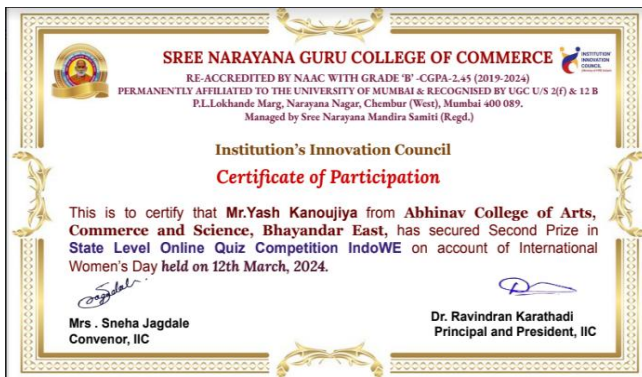 SREE NARAYANA GURU COLLEGE OF COMMERCE
INSTITUTION'S
INNOVATION
COUNCIL
RE-ACCREDITED BY NAAC WITH GRADE 'B' -CGPA-2.45 (2019-2024)
PERMANENTLY AFFILIATED TO THE UNIVERSITY OF MUMBAI & RECOGNISED BY UGC U/S 2(f) & 12 B
P.L.Lokhande Marg, Narayana Nagar, Chembur (West), Mumbai 400 089.
Managed by Sree Narayana Mandira Samiti (Regd.)
Institution's Innovation Council
Certificate of Participation
This is to certify that Mr.Yash Kanoujiya from Abhinav College of Arts,
Commerce and Science, Bhayandar East, has secured Second Prize in
State Level Online Quiz Competition IndoWE on account of International
Women's Day held on 12th March, 2024.
Mrs . Sneha Jagdale
Convenor, IIC
Dr. Ravindran Karathadi
Principal and President, IIC